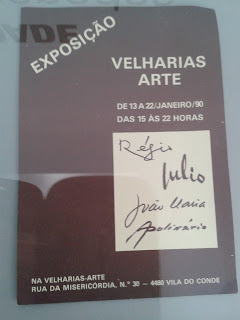 EXPOSIÇÃO
VELHARIAS
ARTE
DE 13 A 22/JANEIRO/90
DAS 15 ÀS 22 HORAS
Régio
Julio
João Maria
Apolinário
NA VELHARIAS-ARTE
RUA DA MISERICÓRDIA, N.º 30 – 4480 VILA DO CONDE